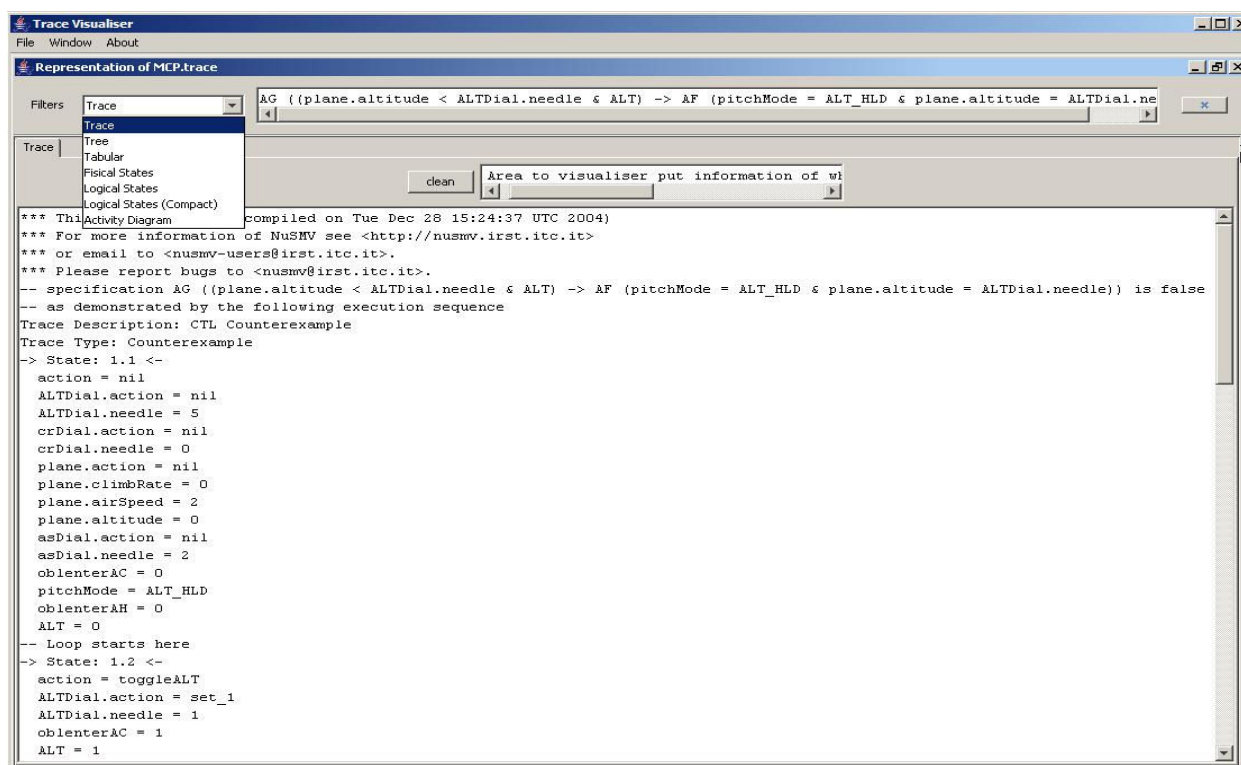 Trace Visualiser
File Window About
Representation of MCP.trace
Filters Trace AG ((plane.altitude < ALTDial.needle & ALT) -> AF (pitchMode = ALT_HLD & plane.altitude = ALTDial.ne
Trace
Tree
Tabular
Fisical States
Logical States
Logical States (Compact)
Activity Diagram
Trace
clean Area to visualiser put information of wh
*** Thi compiled on Tue Dec 28 15:24:37 UTC 2004)
*** For more information of NuSMV see <http://nusmv.irst.itc.it>
*** or email to <nusmv-users@irst.itc.it>.
*** Please report bugs to <nusmv@irst.itc.it>.
-- specification AG ((plane.altitude < ALTDial.needle & ALT) -> AF (pitchMode = ALT_HLD & plane.altitude = ALTDial.needle)) is false
-- as demonstrated by the following execution sequence
Trace Description: CTL Counterexample
Trace Type: Counterexample
-> State: 1.1 <-
action = nil
ALTDial.action = nil
ALTDial.needle = 5
crDial.action = nil
crDial.needle = 0
plane.action = nil
plane.climbRate = 0
plane.airSpeed = 2
plane.altitude = 0
asDial.action = nil
asDial.needle = 2
oblenterAC = 0
pitchMode = ALT_HLD
oblenterAH = 0
ALT = 0
-- Loop starts here
-> State: 1.2 <-
action = toggleALT
ALTDial.action = set_1
ALTDial.needle = 1
oblenterAC = 1
ALT = 1